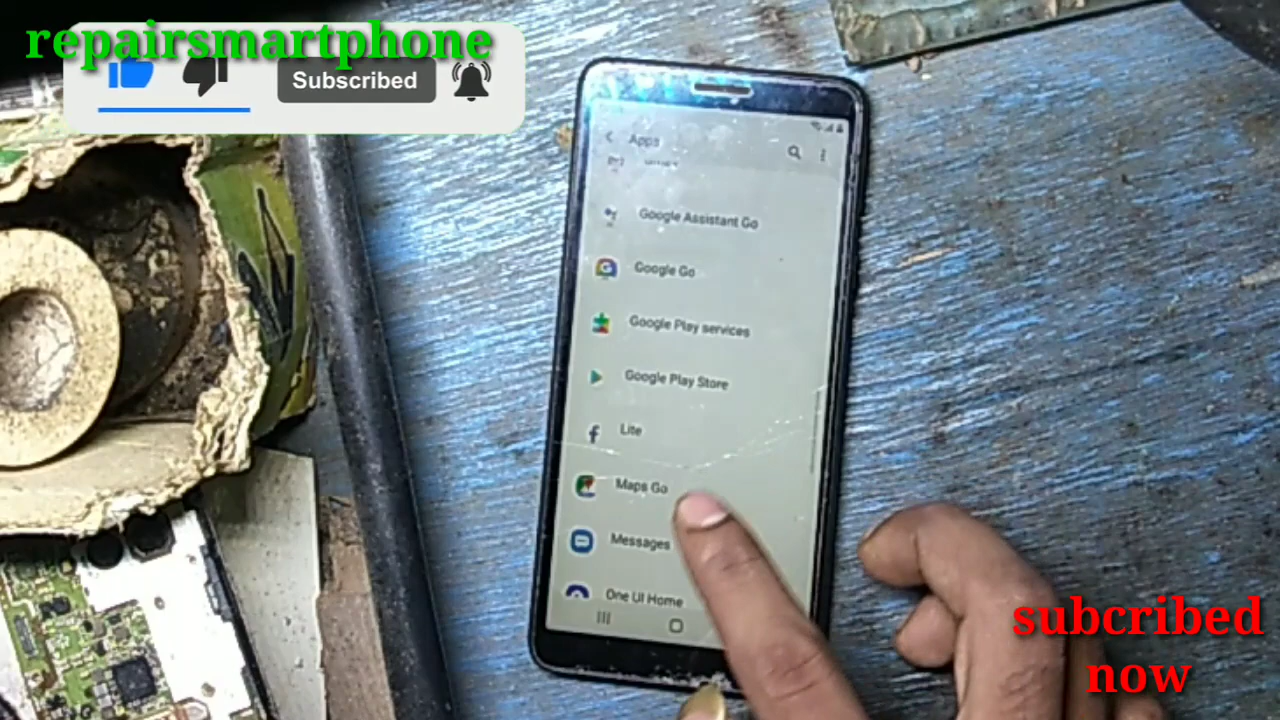 repairsmartphone
Subscribed
Apps
Google Assistant Go
Google Go
Google Play services
Google Play Store
Lite
Maps Go
Messages
One UI Home
subcribed
now